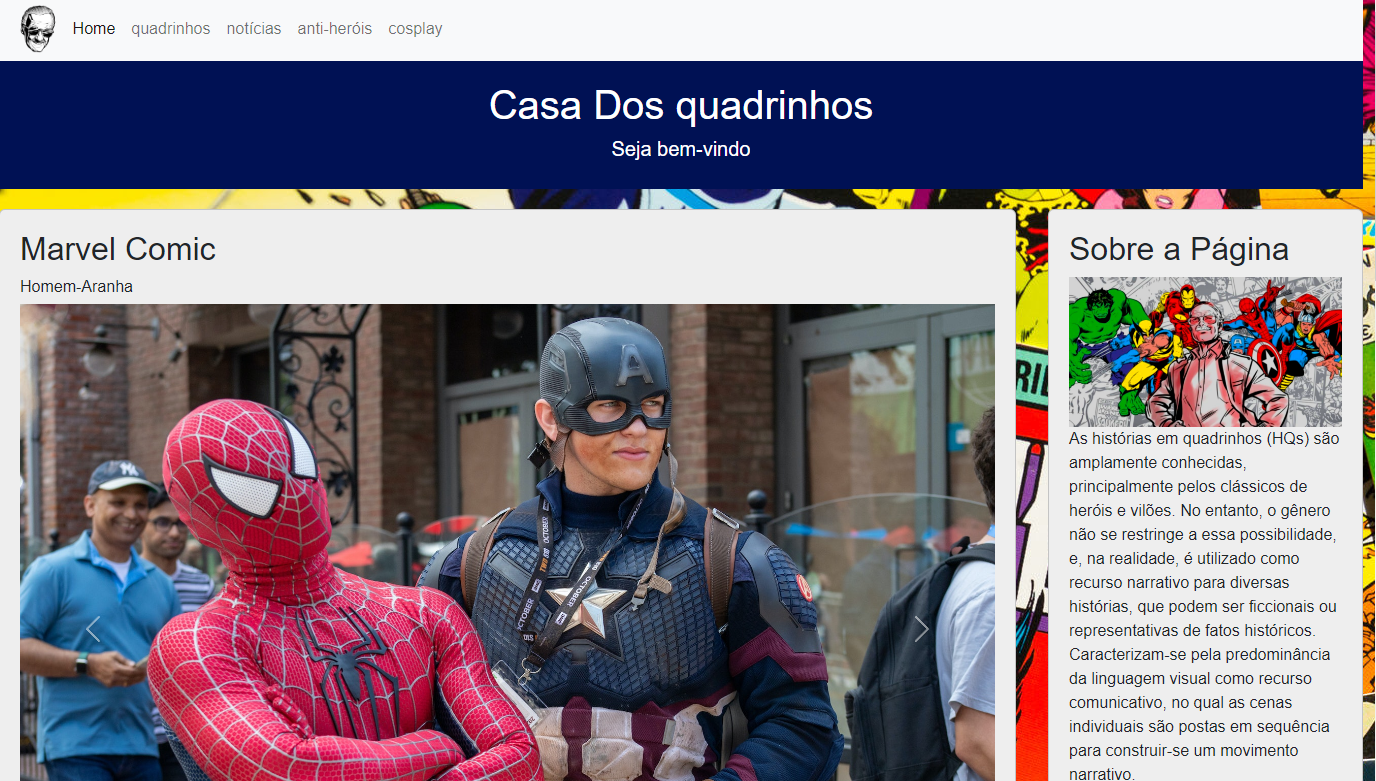 Home quadrinhos notícias anti-heróis cosplay
Casa Dos quadrinhos
Seja bem-vindo
Marvel Comic
Homem-Aranha
A
OCTOBER
OCTOBER
Sobre a Página
As histórias em quadrinhos (HQs) são
amplamente conhecidas,
principalmente pelos clássicos de
heróis e vilões. No entanto, o gênero
não se restringe a essa possibilidade,
e, na realidade, é utilizado como
recurso narrativo para diversas
histórias, que podem ser ficcionais ou
representativas de fatos históricos.
Caracterizam-se pela predominância
da linguagem visual como recurso
comunicativo, no qual as cenas
individuais são postas em sequência
para construir-se um movimento
narrativo.